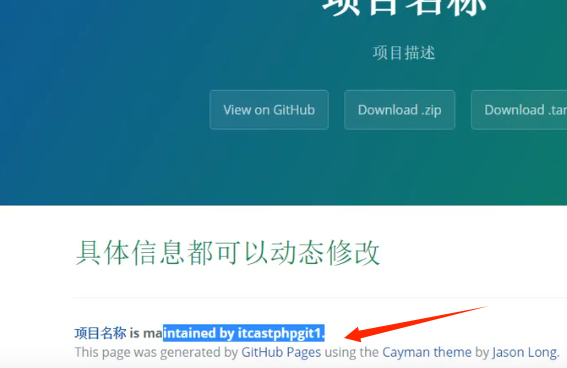 项目名称
项目描述
View on GitHub
Download .zip
Download .tar
具体信息都可以动态修改
项目名称 is maintained by itcastphpgit1.
This page was generated by GitHub Pages using the Cayman theme by Jason Long.